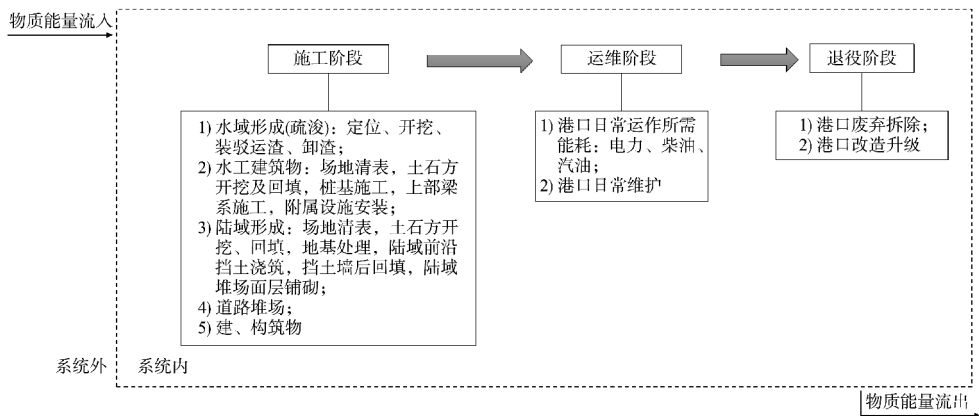 物质能量流入
施工阶段
运维阶段
退役阶段
1) 水域形成(疏浚)：定位、开挖、
装驳运渣、卸渣；
2) 水工建筑物：场地清表，土石方
开挖及回填，桩基施工，上部梁
系施工，附属设施安装；
3) 陆域形成：场地清表，土石方开
挖、回填，地基处理，陆域前沿
挡土浇筑，挡土墙后回填，陆域
堆场面层铺砌；
4) 道路堆场；
5) 建、构筑物
1) 港口日常运作所需
能耗：电力、柴油、
汽油；
2) 港口日常维护
1) 港口废弃拆除；
2) 港口改造升级
系统外
系统内
物质能量流出